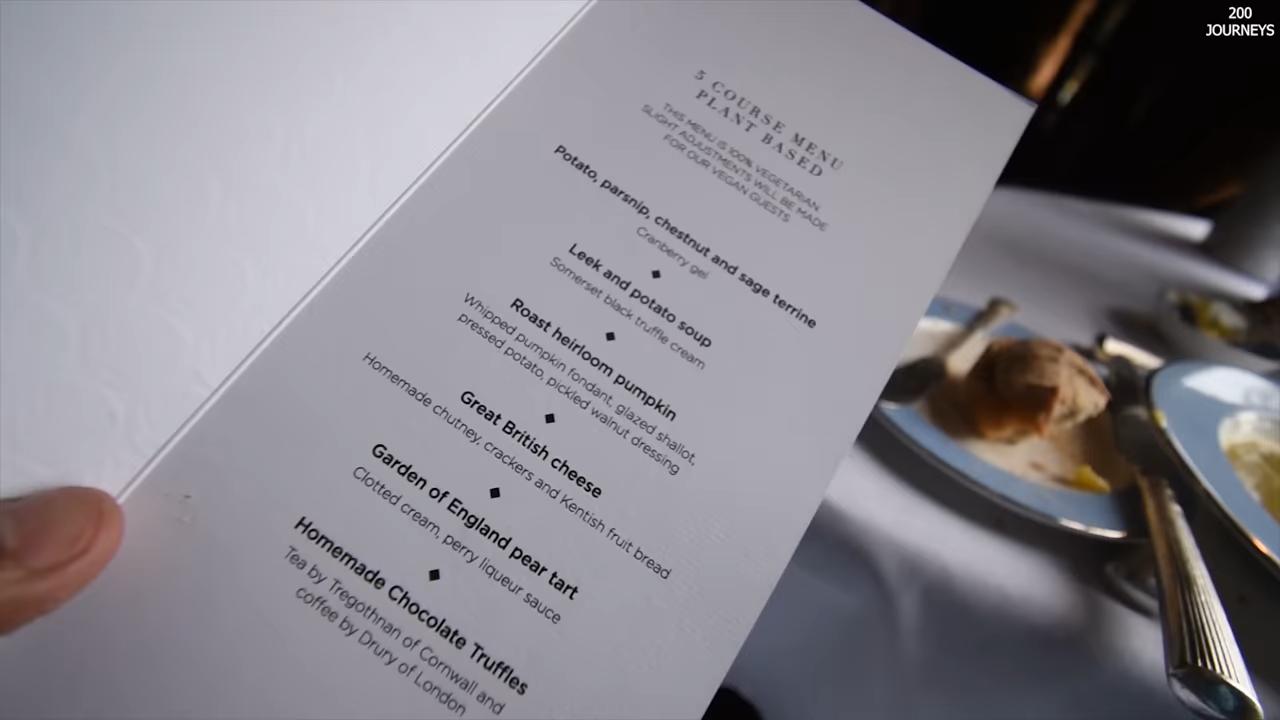 200
JOURNEYS
5 COURSE MENU
PLANT BASED
THIS MENU IS 100% VEGETARIAN.
SLIGHT ADJUSTMENTS WILL BE MADE
FOR OUR VEGAN GUESTS
Potato, parsnip, chestnut and sage terrine
Cranberry gel
Leek and potato soup
Somerset black truffle cream
Roast heirloom pumpkin
Whipped pumpkin fondant, glazed shallot,
pressed potato, pickled walnut dressing
Great British cheese
Homemade chutney, crackers and Kentish fruit bread
Garden of England pear tart
Clotted cream, perry liqueur sauce
Homemade Chocolate Truffles
Tea by Tregothnan of Cornwall and
coffee by Drury of London